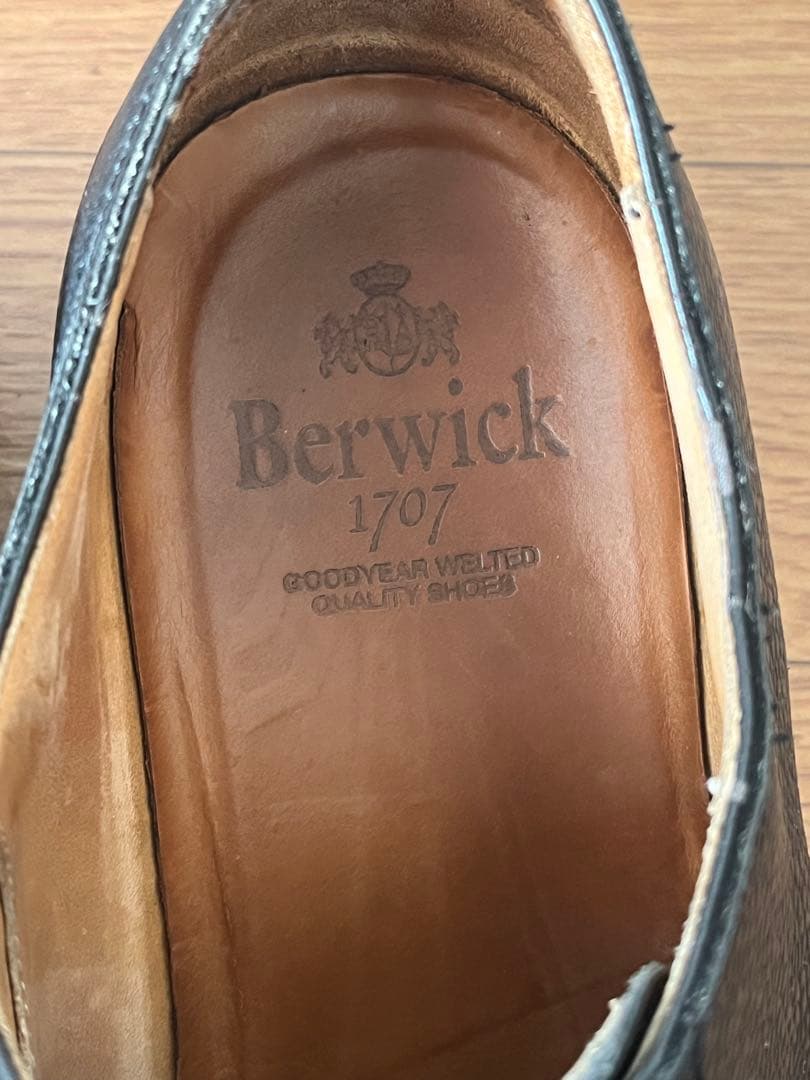 Berwick
1707
GOODYEAR WELTED
QUALITY SHOES